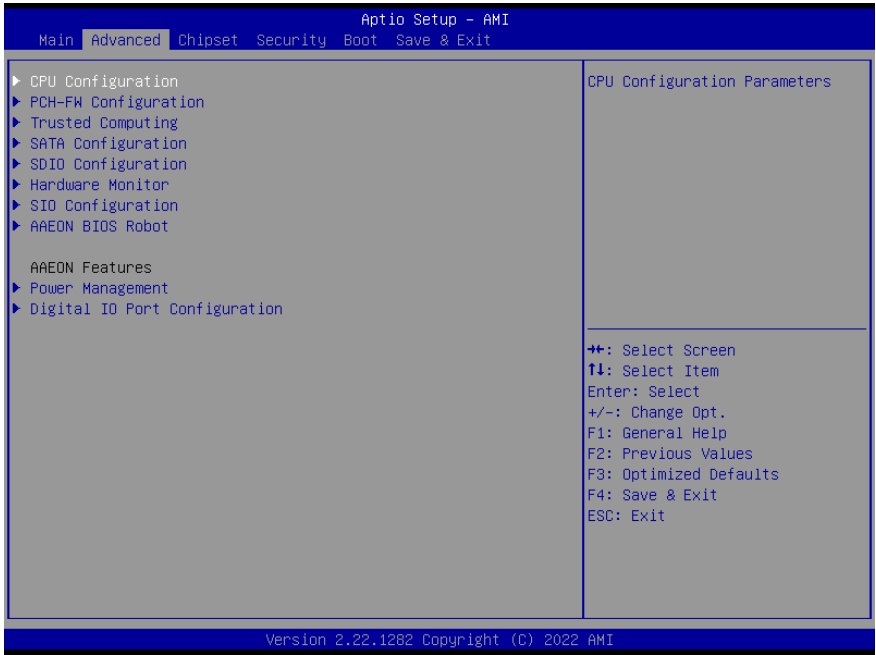 Aptio Setup – AMI
Main Advanced Chipset Security Boot Save & Exit
CPU Configuration
PCH-FW Configuration
Trusted Computing
SATA Configuration
SDIO Configuration
Hardware Monitor
SIO Configuration
AAEON BIOS Robot
AAEON Features
Power Management
Digital IO Port Configuration
CPU Configuration Parameters
→←: Select Screen
↑↓: Select Item
Enter: Select
+/-: Change Opt.
F1: General Help
F2: Previous Values
F3: Optimized Defaults
F4: Save & Exit
ESC: Exit
Version 2.22.1282 Copyright (C) 2022 AMI